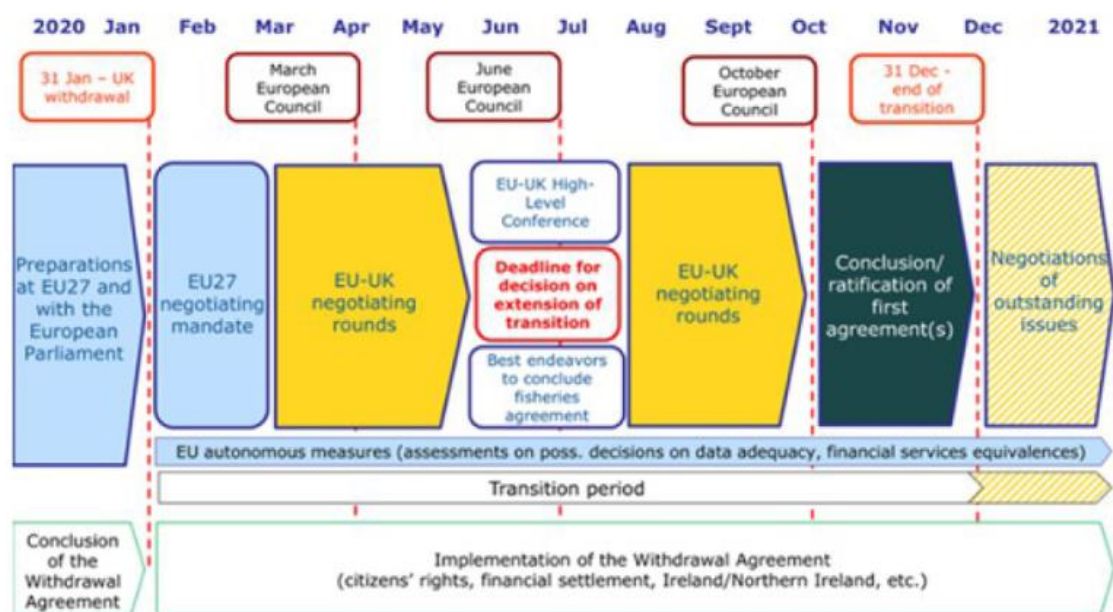 2020 Jan Feb Mar Apr May Jun Jul Aug Sept Oct Nov Dec 2021
31 Jan – UK
withdrawal
March
European
Council
June
European
Council
October
European
Council
31 Dec -
end of
transition
Preparations
at EU27 and
with the
European
Parliament
EU27
negotiating
mandate
EU-UK
negotiating
rounds
EU-UK High-
Level
Conference
Deadline for
decision on
extension of
transition
Best endeavors
to conclude
fisheries
agreement
EU-UK
negotiating
rounds
Conclusion/
ratification of
first
agreement(s)
Negotiations
of
outstanding
issues
EU autonomous measures (assessments on poss. decisions on data adequacy, financial services equivalences)
Transition period
Conclusion
of the
Withdrawal
Agreement
Implementation of the Withdrawal Agreement
(citizens' rights, financial settlement, Ireland/Northern Ireland, etc.)